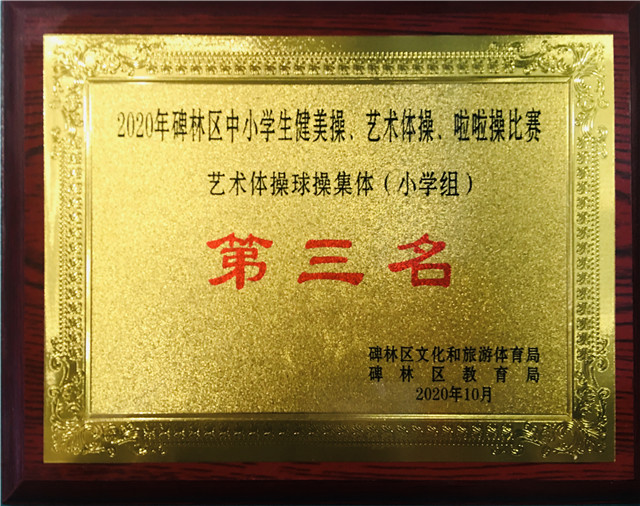 2020年碑林区中小学生健美操、艺术体操、啦啦操比赛
艺术体操球操集体（小学组）
第三名
碑林区文化和旅游体育局
碑林区教育局
2020年10月